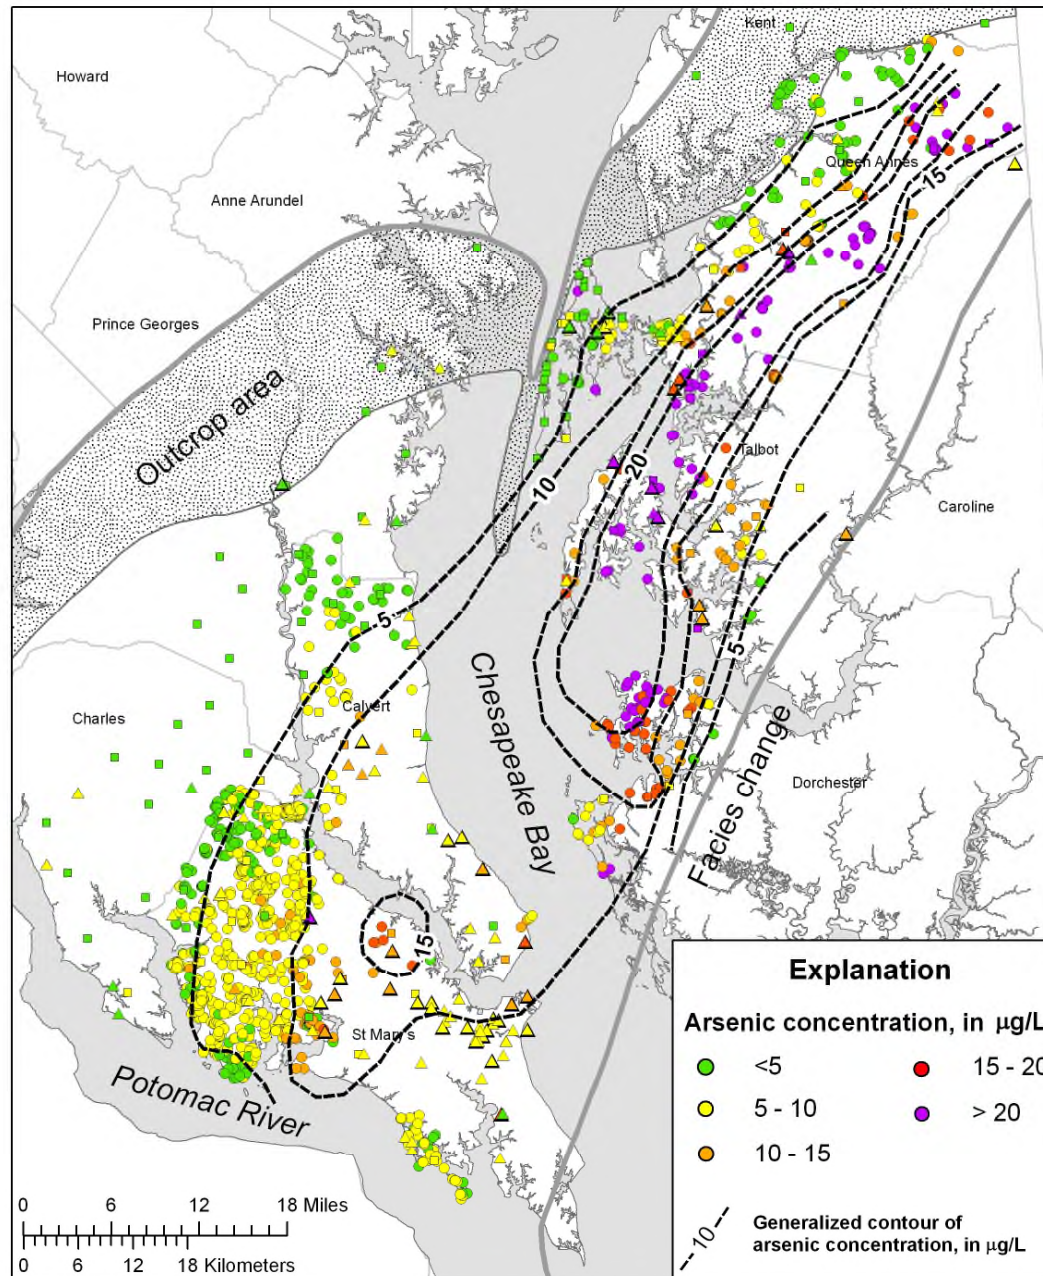 Kent
Howard
Queen Annes
15
Anne Arundel
Prince Georges
Outcrop area
20
10
Talbot
Caroline
5
5
Chesapeake Bay
Charles
Calvert
Facies change
Dorchester
15
St Mary's
Potomac River
0 6 12 18 Miles
0 6 12 18 Kilometers
Explanation
Arsenic concentration, in μg/L
<5 15 - 20
5 - 10 > 20
10 - 15
10 Generalized contour of
arsenic concentration, in μg/L